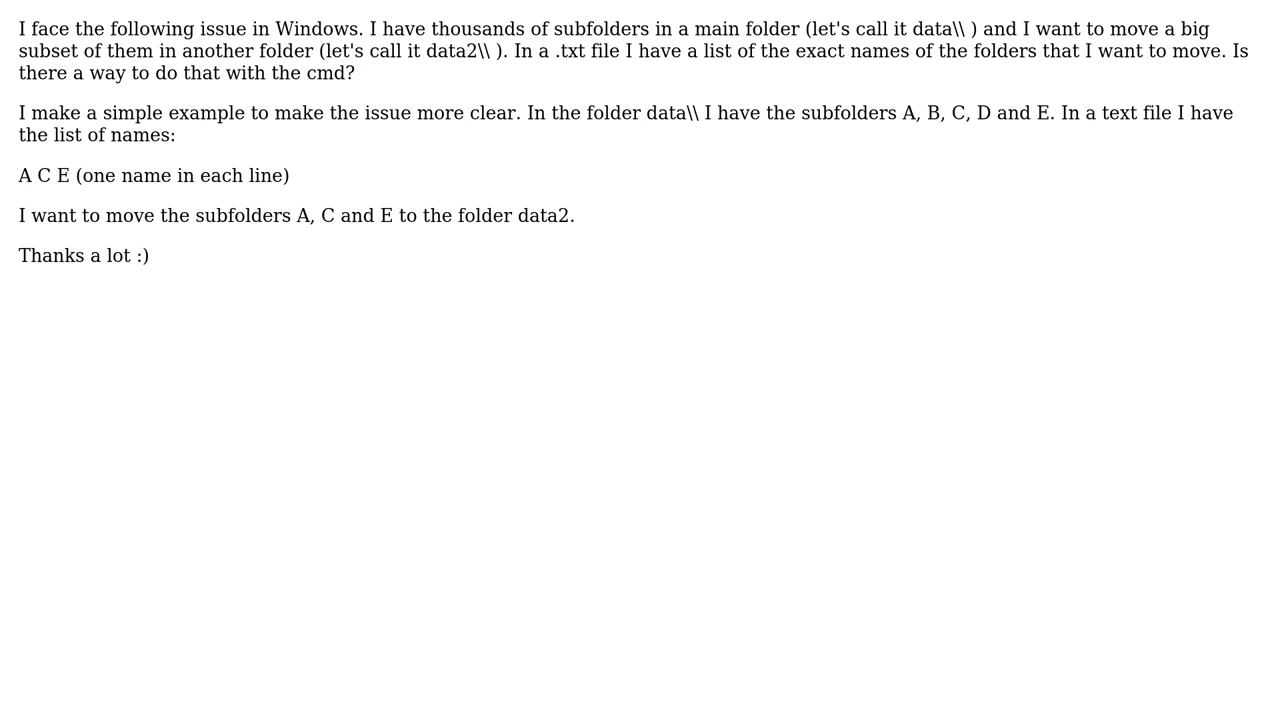 I face the following issue in Windows. I have thousands of subfolders in a main folder (let's call it data\\ ) and I want to move a big
subset of them in another folder (let's call it data2\\ ). In a .txt file I have a list of the exact names of the folders that I want to move. Is
there a way to do that with the cmd?
I make a simple example to make the issue more clear. In the folder data\\ I have the subfolders A, B, C, D and E. In a text file I have
the list of names:
A C E (one name in each line)
I want to move the subfolders A, C and E to the folder data2.
Thanks a lot :)